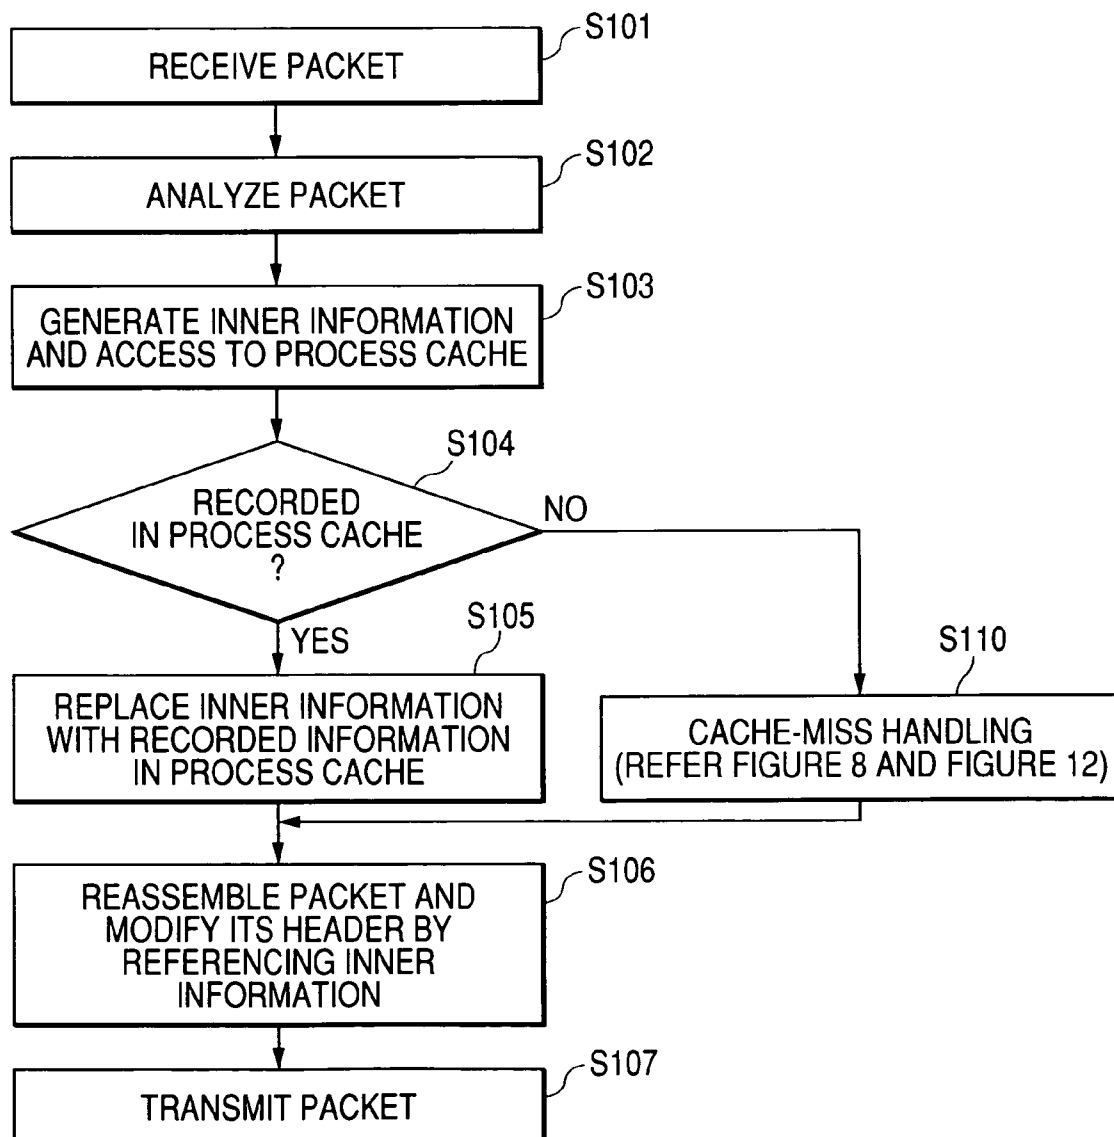 S101
RECEIVE PACKET
S102
ANALYZE PACKET
S103
GENERATE INNER INFORMATION
AND ACCESS TO PROCESS CACHE
S104
RECORDED
IN PROCESS CACHE
?
NO
YES
S105
REPLACE INNER INFORMATION
WITH RECORDED INFORMATION
IN PROCESS CACHE
S110
CACHE-MISS HANDLING
(REFER FIGURE 8 AND FIGURE 12)
S106
REASSEMBLE PACKET AND
MODIFY ITS HEADER BY
REFERENCING INNER
INFORMATION
S107
TRANSMIT PACKET